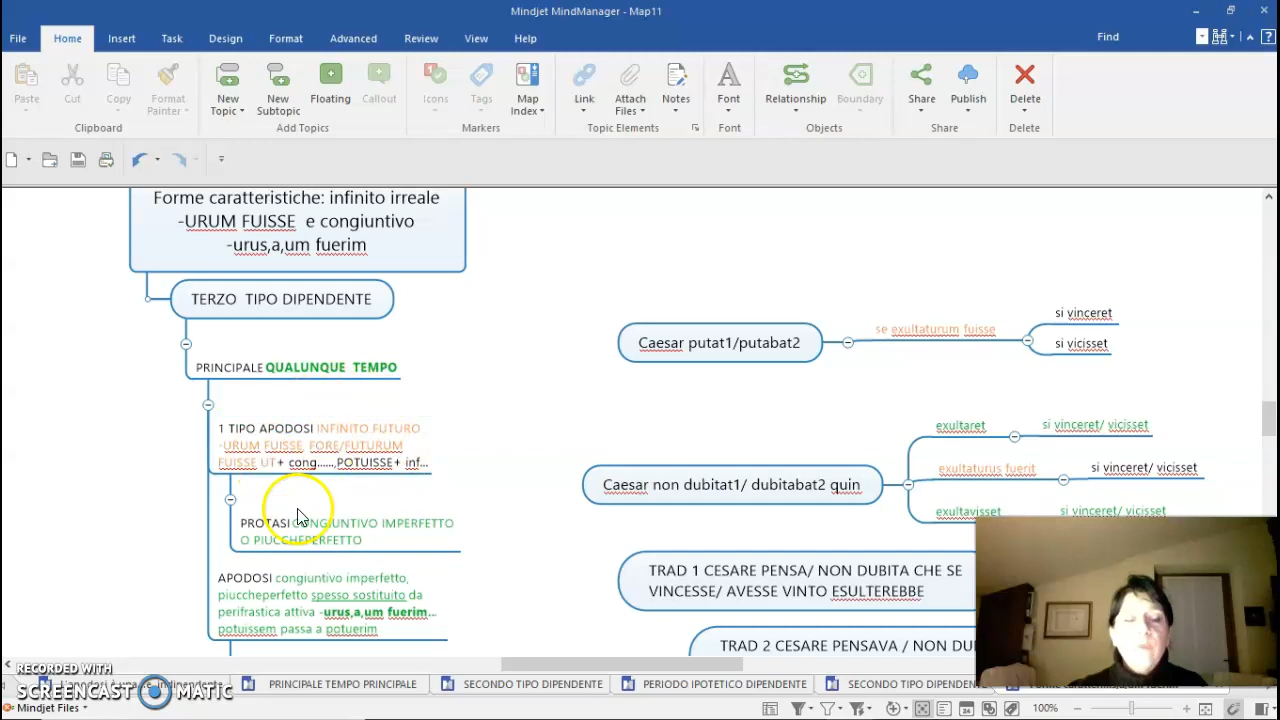 Mindjet MindManager - Map11
File
Home
Insert
Task
Design
Format
Advanced
Review
View
Help
Find
Paste
Cut
Copy
Format
Painter
New
Topic
New
Subtopic
Floating
Callout
Icons
Tags
Map
Index
Link
Attach
Files
Notes
Font
Relationship
Boundary
Share
Publish
Delete
Clipboard
Add Topics
Markers
Topic Elements
Font
Objects
Share
Delete
Forme caratteristiche: infinito irreale
-URUM FUISSE e congiuntivo
-urus,a,um fuerim
TERZO TIPO DIPENDENTE
PRINCIPALE QUALUNQUE TEMPO
1 TIPO APODOSI INFINITO FUTURO
-URUM FUISSE, FORE/FUTURUM
FUISSE UT+ cong......,POTUISSE+ inf...
PROTASI CONGIUNTIVO IMPERFETTO
O PIUCCHEPERFETTO
APODOSI congiuntivo imperfetto,
piuccheperfetto spesso sostituito da
perifrastica attiva -urus,a,um fuerim...
potuissem passa a potuerim
Caesar putat1/putabat2
se exultaturum fuisse
si vinceret
si vicisset
Caesar non dubitat1/ dubitabat2 quin
exultaret
si vinceret/ vicisset
exultaturus fuerit
si vinceret/ vicisset
exultavisset
si vinceret/ vicisset
TRAD 1 CESARE PENSA/ NON DUBITA CHE SE
VINCESSE/ AVESSE VINTO ESULTEREBBE
TRAD 2 CESARE PENSAVA / NON DU
RECORDED WITH
SCREENCAST MATIC
PRINCIPALE TEMPO PRINCIPALE
SECONDO TIPO DIPENDENTE
PERIODO IPOTETICO DIPENDENTE
SECONDO TIPO DIPENDENTE
Mindjet Files
100%